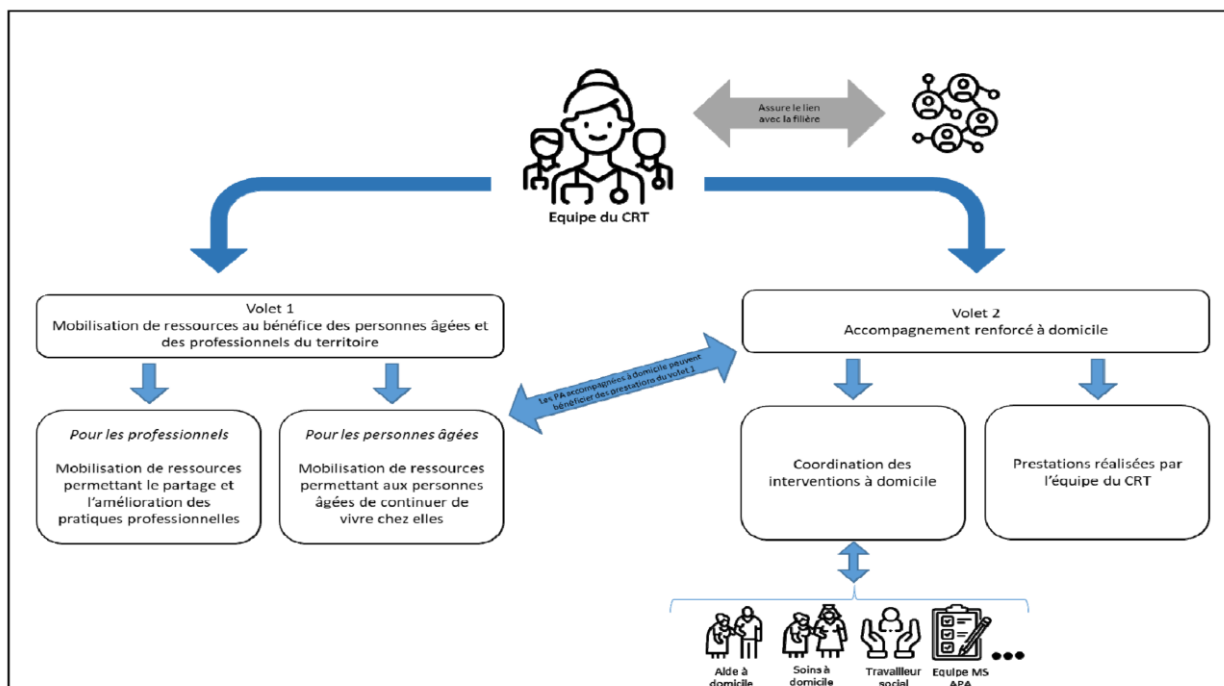 Assure le lien
avec la filière
Equipe du CRT
Volet 1
Mobilisation de ressources au bénéfice des personnes âgées et
des professionnels du territoire
Volet 2
Accompagnement renforcé à domicile
Les PA accompagnées à domicile peuvent
bénéficier des prestations du volet 1
Pour les professionnels
Mobilisation de ressources
permettant le partage et
l'amélioration des
pratiques professionnelles
Pour les personnes âgées
Mobilisation de ressources
permettant aux personnes
âgées de continuer de
vivre chez elles
Coordination des
interventions à domicile
Prestations réalisées par
l'équipe du CRT
Aide à
domicile
Soins à
domicile
Travailleur
social
Equipe MS
APA